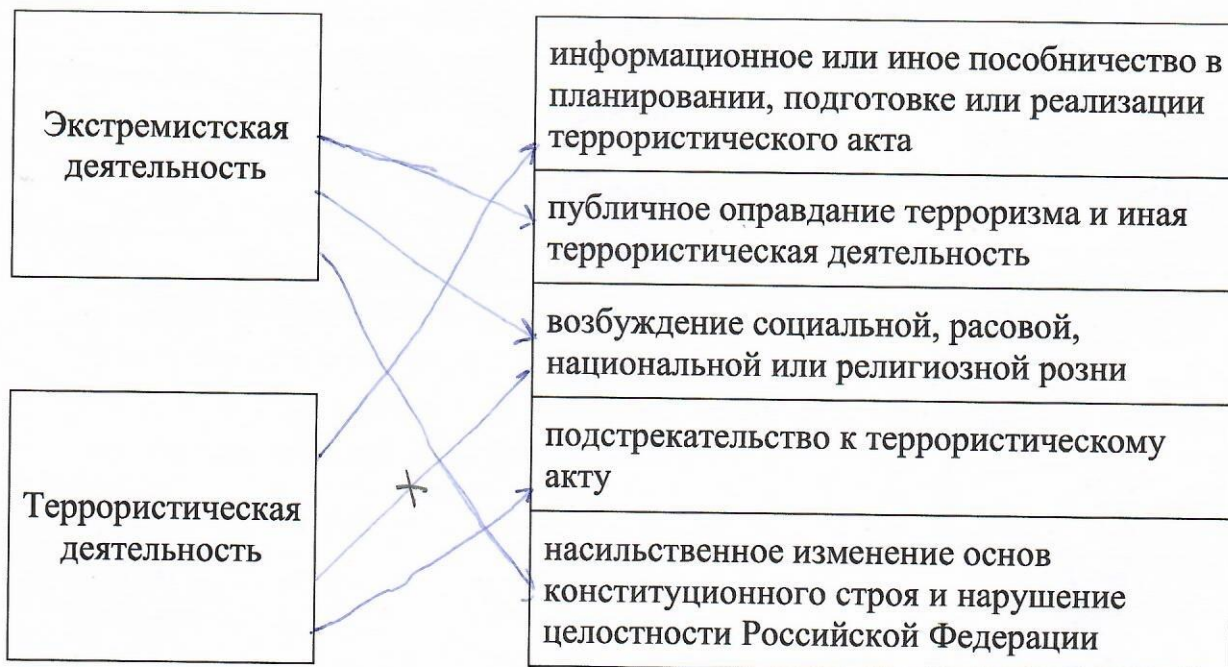 Экстремистская
деятельность
Террористическая
деятельность
информационное или иное пособничество в
планировании, подготовке или реализации
террористического акта
публичное оправдание терроризма и иная
террористическая деятельность
возбуждение социальной, расовой,
национальной или религиозной розни
подстрекательство к террористическому
акту
насильственное изменение основ
конституционного строя и нарушение
целостности Российской Федерации